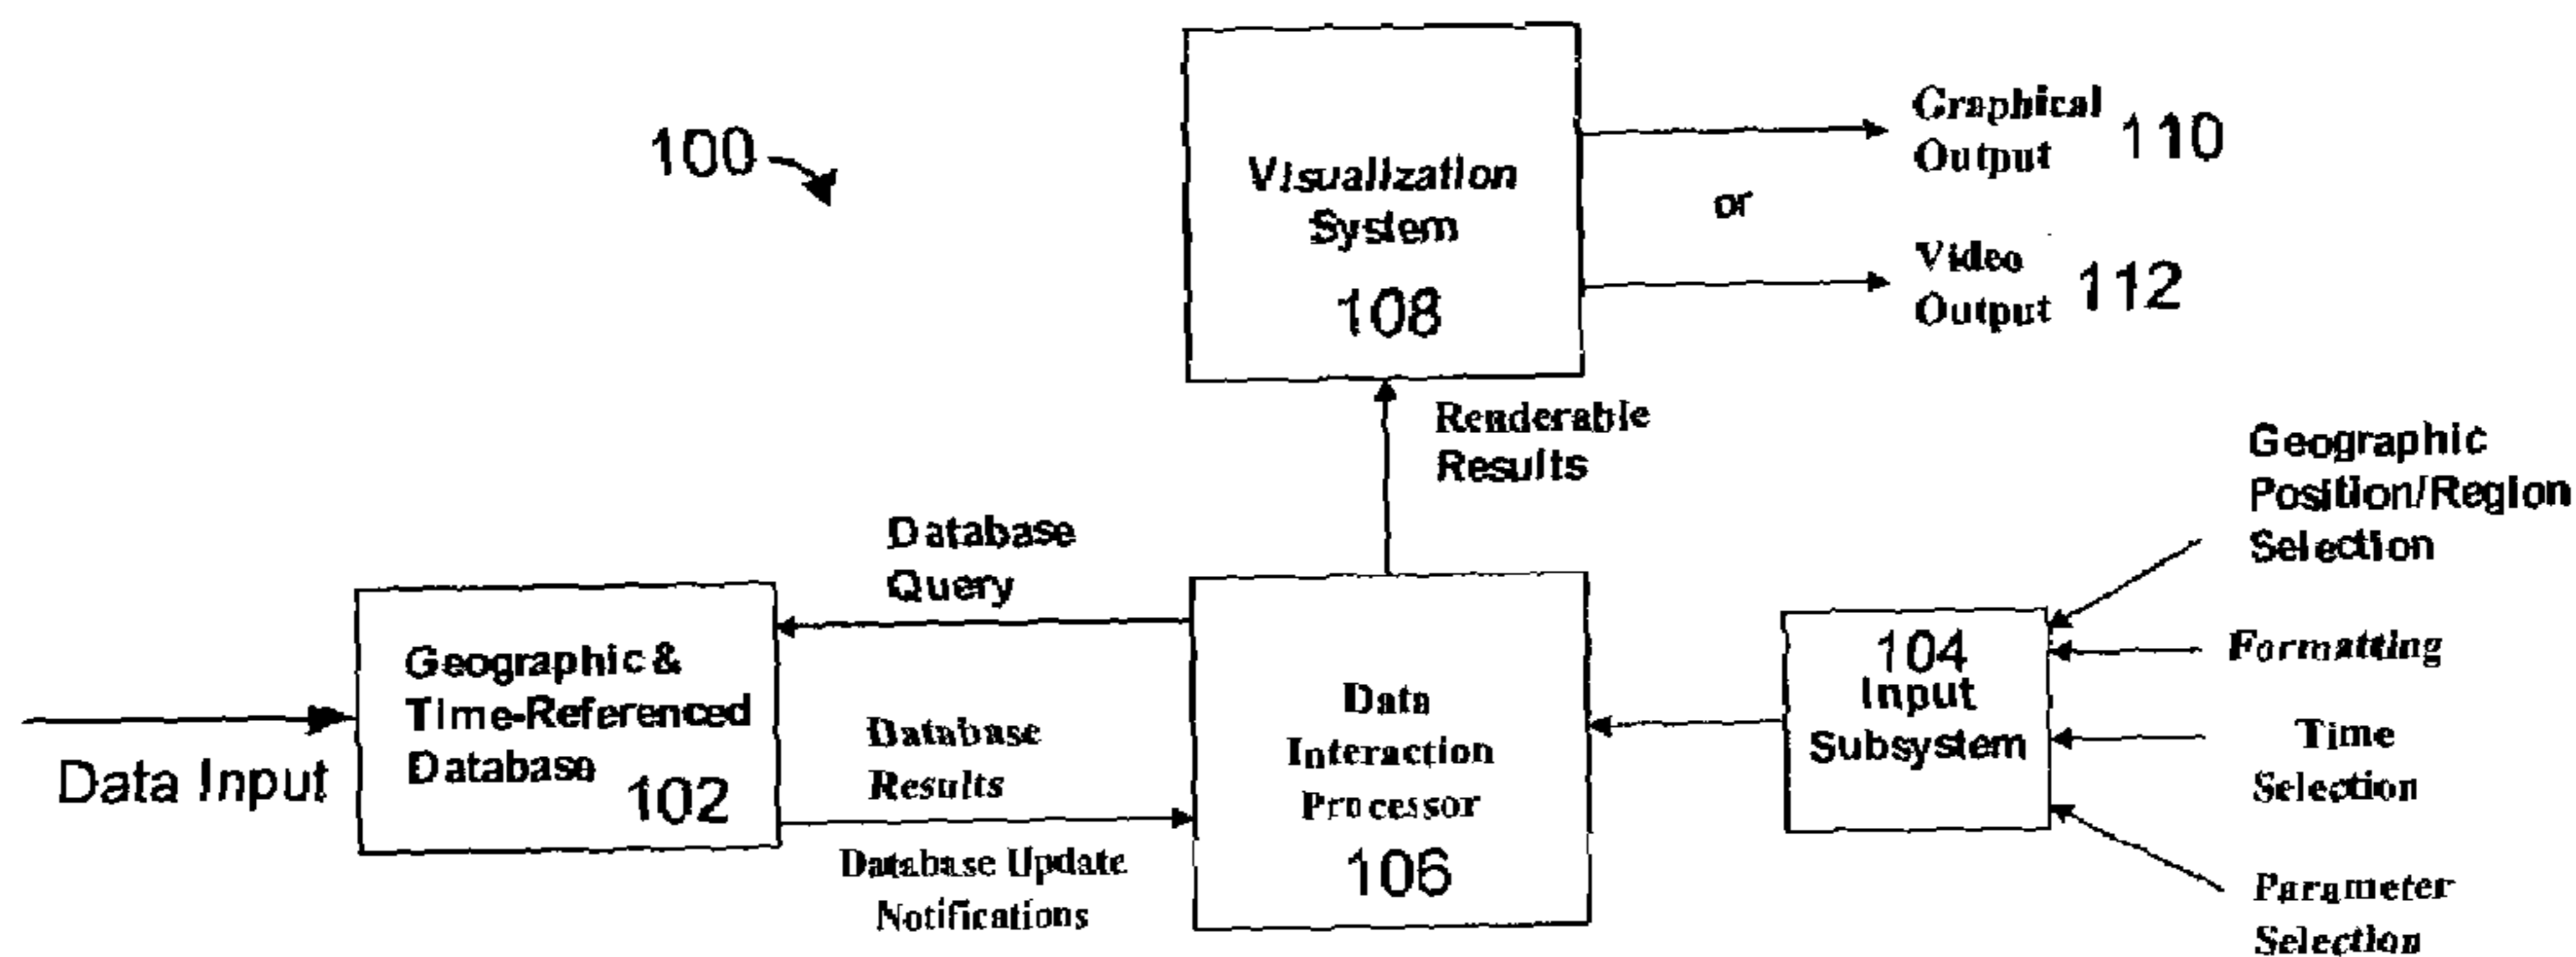 100
Visualization
System
108
Graphical
Output 110
or
Video
Output 112
Renderable
Results
Geographic
Position/Region
Selection
Database
Query
Geographic &
Time-Referenced
Database 102
Data Input
Database
Results
Database Update
Notifications
Data
Interaction
Processor
106
104
Input
Subsystem
Formatting
Time
Selection
Parameter
Selection